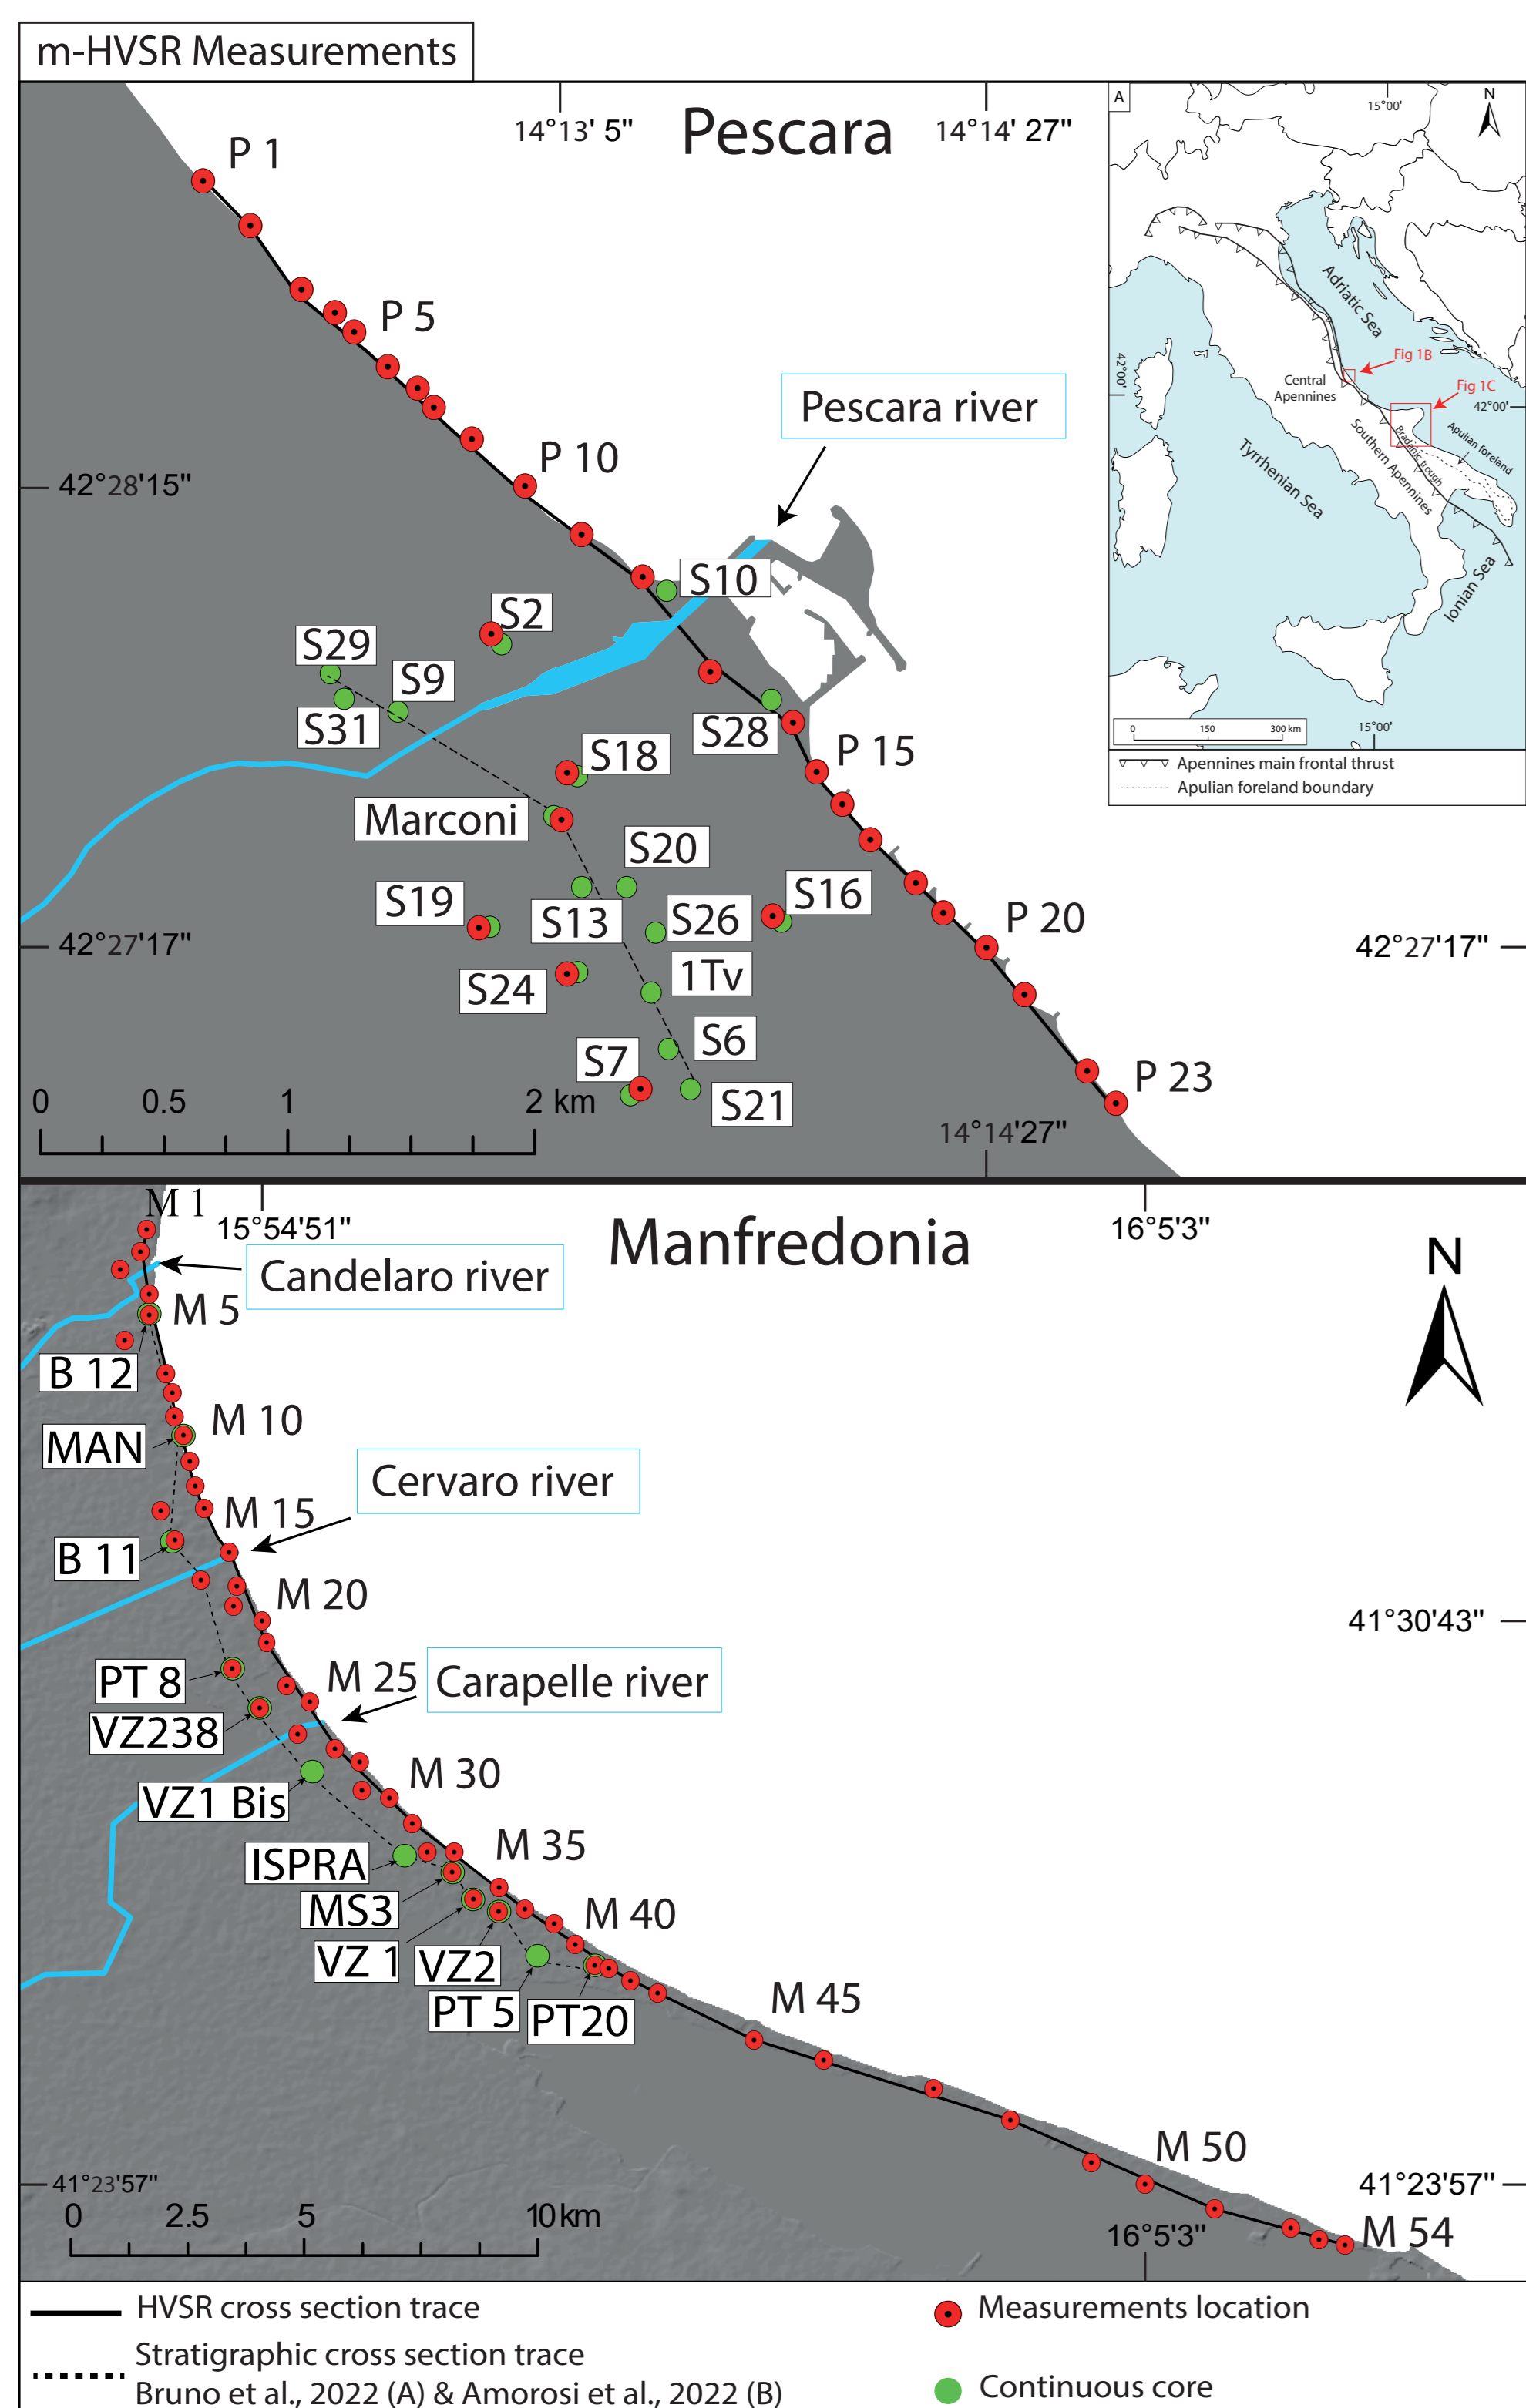 m-HVSR Measurements
14°13' 5"
Pescara
14°14' 27"
P 1
P 5
P 10
Pescara river
42°28'15"
S10
S2
S29
S9
S31
S28
S18
P 15
Marconi
S20
S19
S13
S26
S16
P 20
42°27'17"
42°27'17"
S24
1Tv
S6
S7
S21
P 23
0
0.5
1
2 km
14°14'27"
A
15°00'
N
Adriatic Sea
42°00'
Fig 1B
Central
Apennines
Fig 1C
42°00'
Southern Apennines
Bradanic trough
Apulian foreland
Tyrrhenian Sea
Ionian Sea
0
150
300 km
15°00'
Apennines main frontal thrust
Apulian foreland boundary
M 1
15°54'51"
Manfredonia
16°5'3"
Candelaro river
N
M 5
B 12
M 10
MAN
Cervaro river
M 15
B 11
M 20
41°30'43"
PT 8
M 25
Carapelle river
VZ238
M 30
VZ1 Bis
M 35
ISPRA
MS3
M 40
VZ 1
VZ2
M 45
PT 5
PT20
M 50
41°23'57"
41°23'57"
0
2.5
5
10 km
16°5'3"
M 54
HVSR cross section trace
Measurements location
Stratigraphic cross section trace
Bruno et al., 2022 (A) & Amorosi et al., 2022 (B)
Continuous core